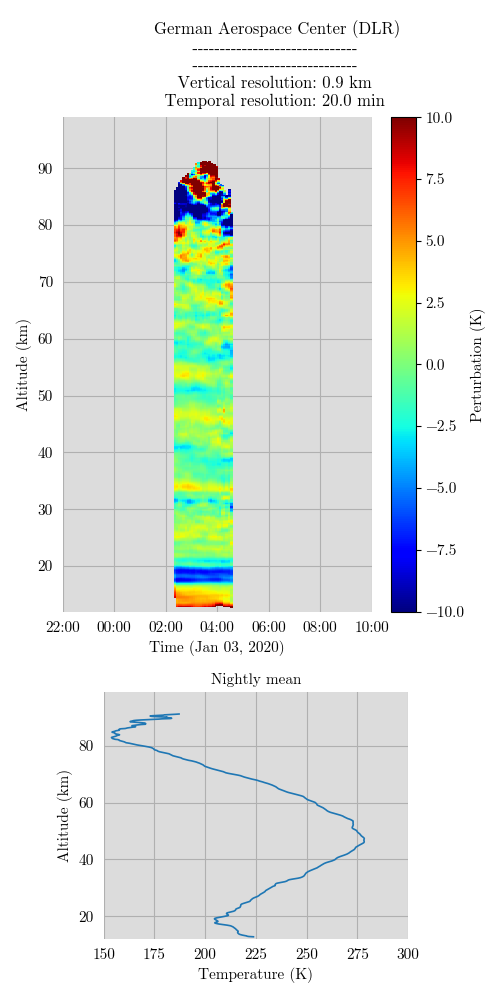 German Aerospace Center (DLR)
------------------------------
------------------------------
Vertical resolution: 0.9 km
Temporal resolution: 20.0 min
90
80
70
60
50
40
30
20
Altitude (km)
22:00 00:00 02:00 04:00 06:00 08:00 10:00
Time (Jan 03, 2020)
10.0
7.5
5.0
2.5
0.0
−2.5
−5.0
−7.5
−10.0
Perturbation (K)
Nightly mean
80
60
40
20
Altitude (km)
150 175 200 225 250 275 300
Temperature (K)